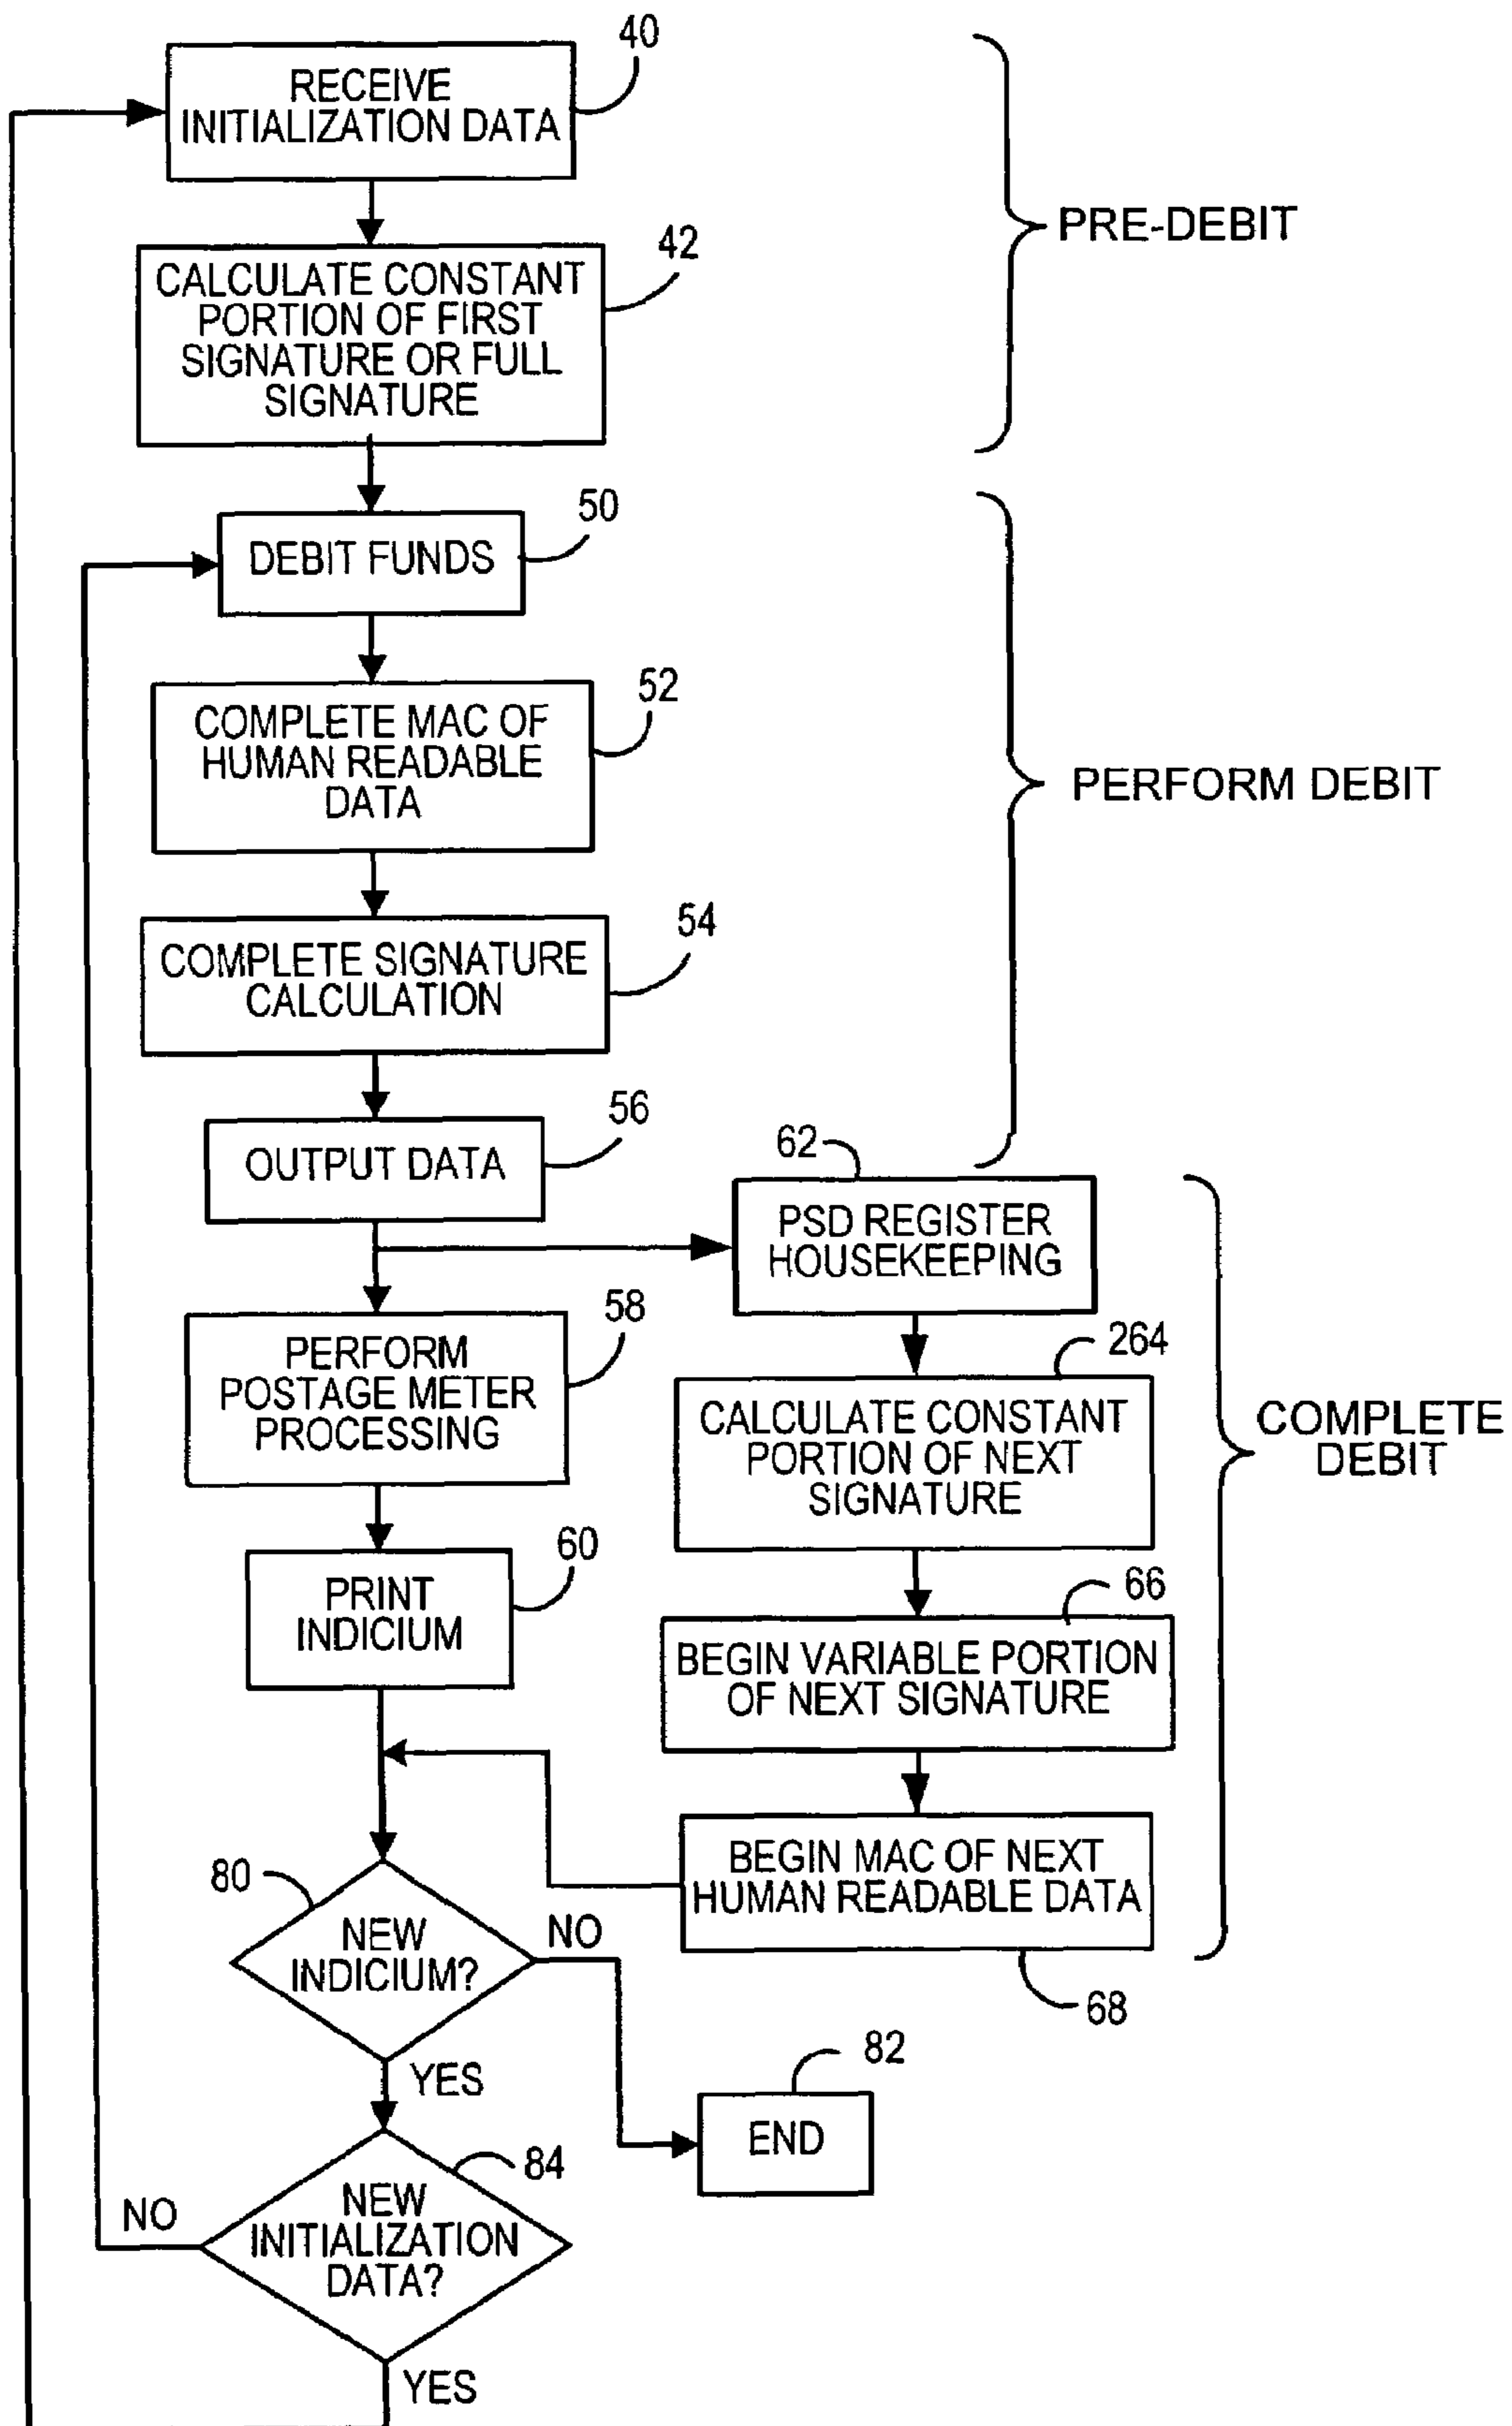 40
RECEIVE
INITIALIZATION DATA
PRE-DEBIT
42
CALCULATE CONSTANT
PORTION OF FIRST
SIGNATURE OR FULL
SIGNATURE
50
DEBIT FUNDS
52
COMPLETE MAC OF
HUMAN READABLE
DATA
PERFORM DEBIT
54
COMPLETE SIGNATURE
CALCULATION
56
OUTPUT DATA
62
PSD REGISTER
HOUSEKEEPING
58
PERFORM
POSTAGE METER
PROCESSING
264
CALCULATE CONSTANT
PORTION OF NEXT
SIGNATURE
COMPLETE
DEBIT
60
PRINT
INDICIUM
66
BEGIN VARIABLE PORTION
OF NEXT SIGNATURE
BEGIN MAC OF NEXT
HUMAN READABLE DATA
68
80
NEW
INDICIUM?
NO
YES
82
END
84
NEW
INITIALIZATION
DATA?
NO
YES